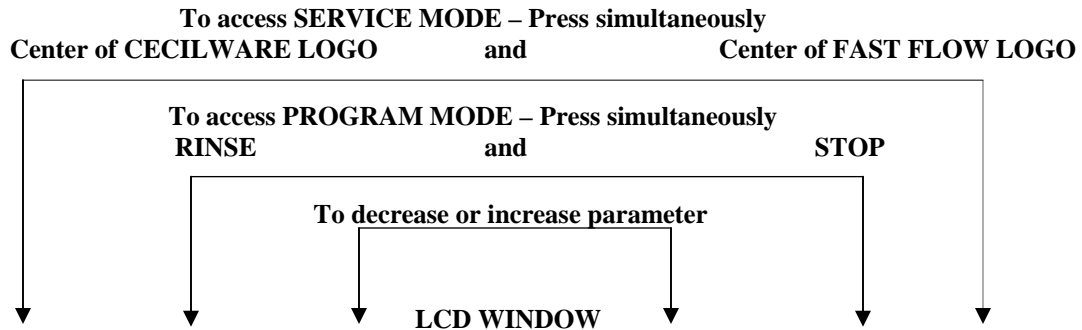 To access SERVICE MODE – Press simultaneously
Center of CECILWARE LOGO and Center of FAST FLOW LOGO
To access PROGRAM MODE – Press simultaneously
RINSE and STOP
To decrease or increase parameter
LCD WINDOW